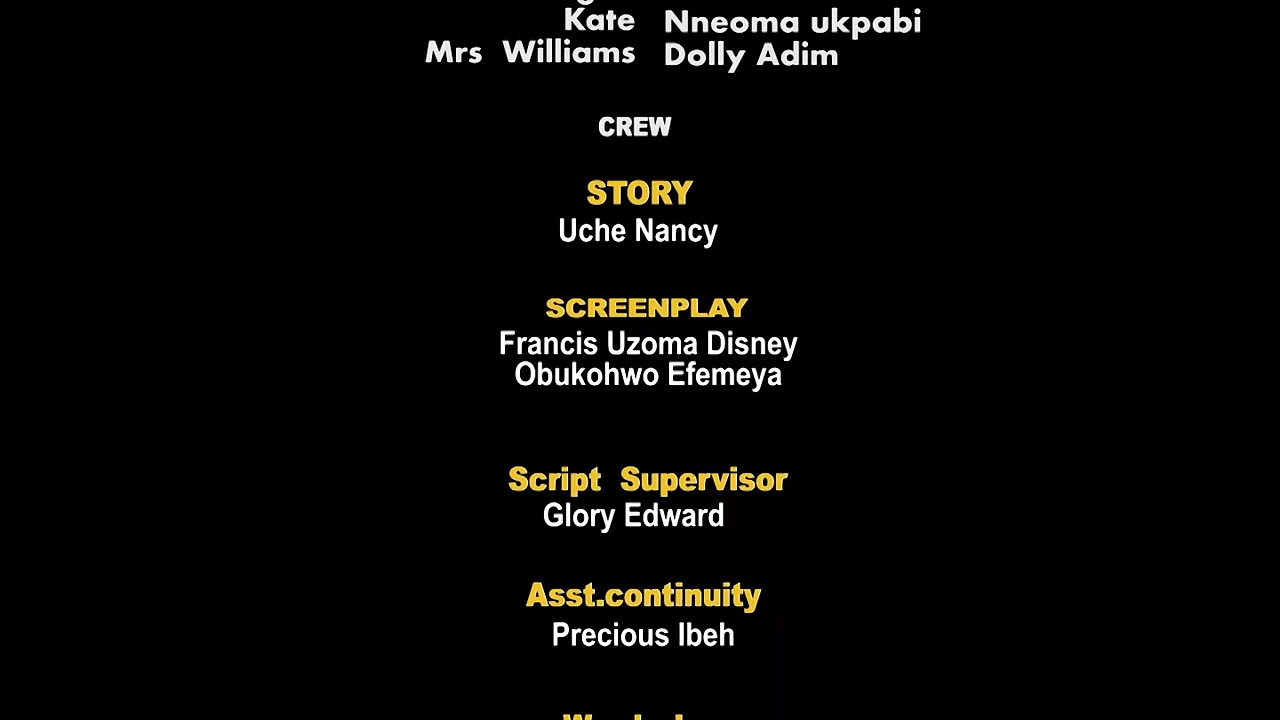 Kate Nneoma ukpabi
Mrs Williams Dolly Adim
CREW
STORY
Uche Nancy
SCREENPLAY
Francis Uzoma Disney
Obukohwo Efemeya
Script Supervisor
Glory Edward
Asst.continuity
Precious Ibeh